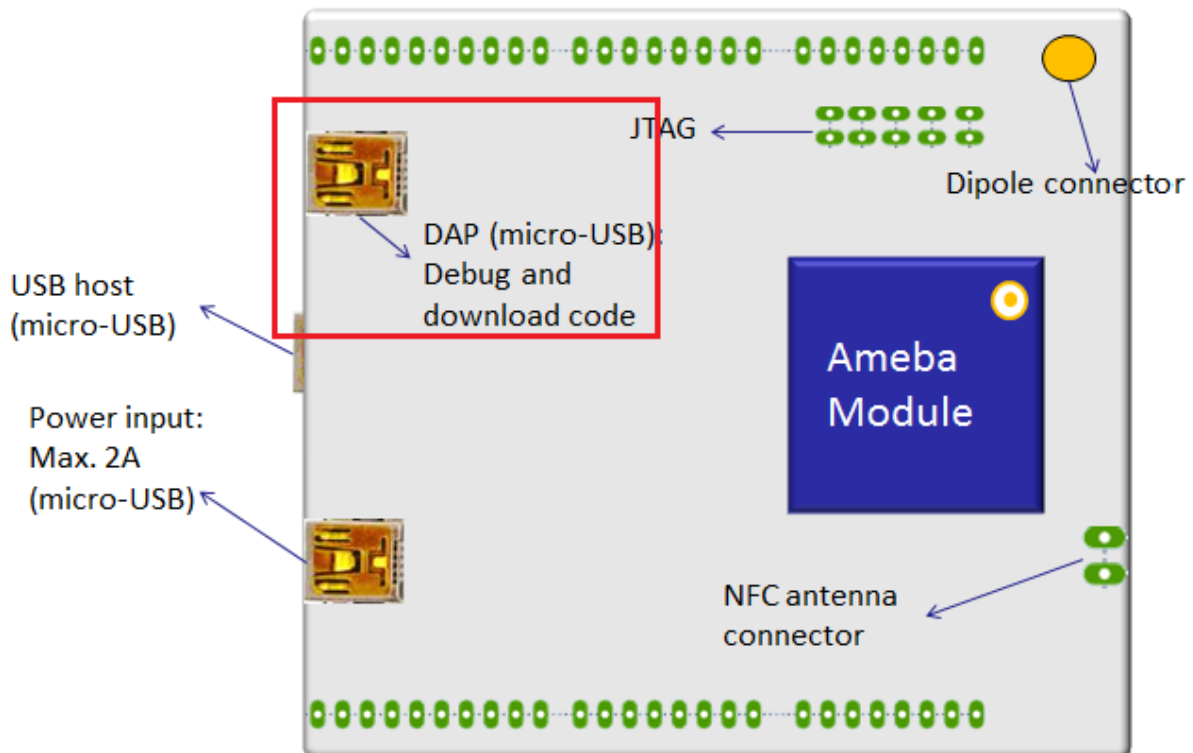 JTAG
Dipole connector
DAP (micro-USB):
Debug and
download code
USB host
(micro-USB)
Ameba
Module
Power input:
Max. 2A
(micro-USB)
NFC antenna
connector